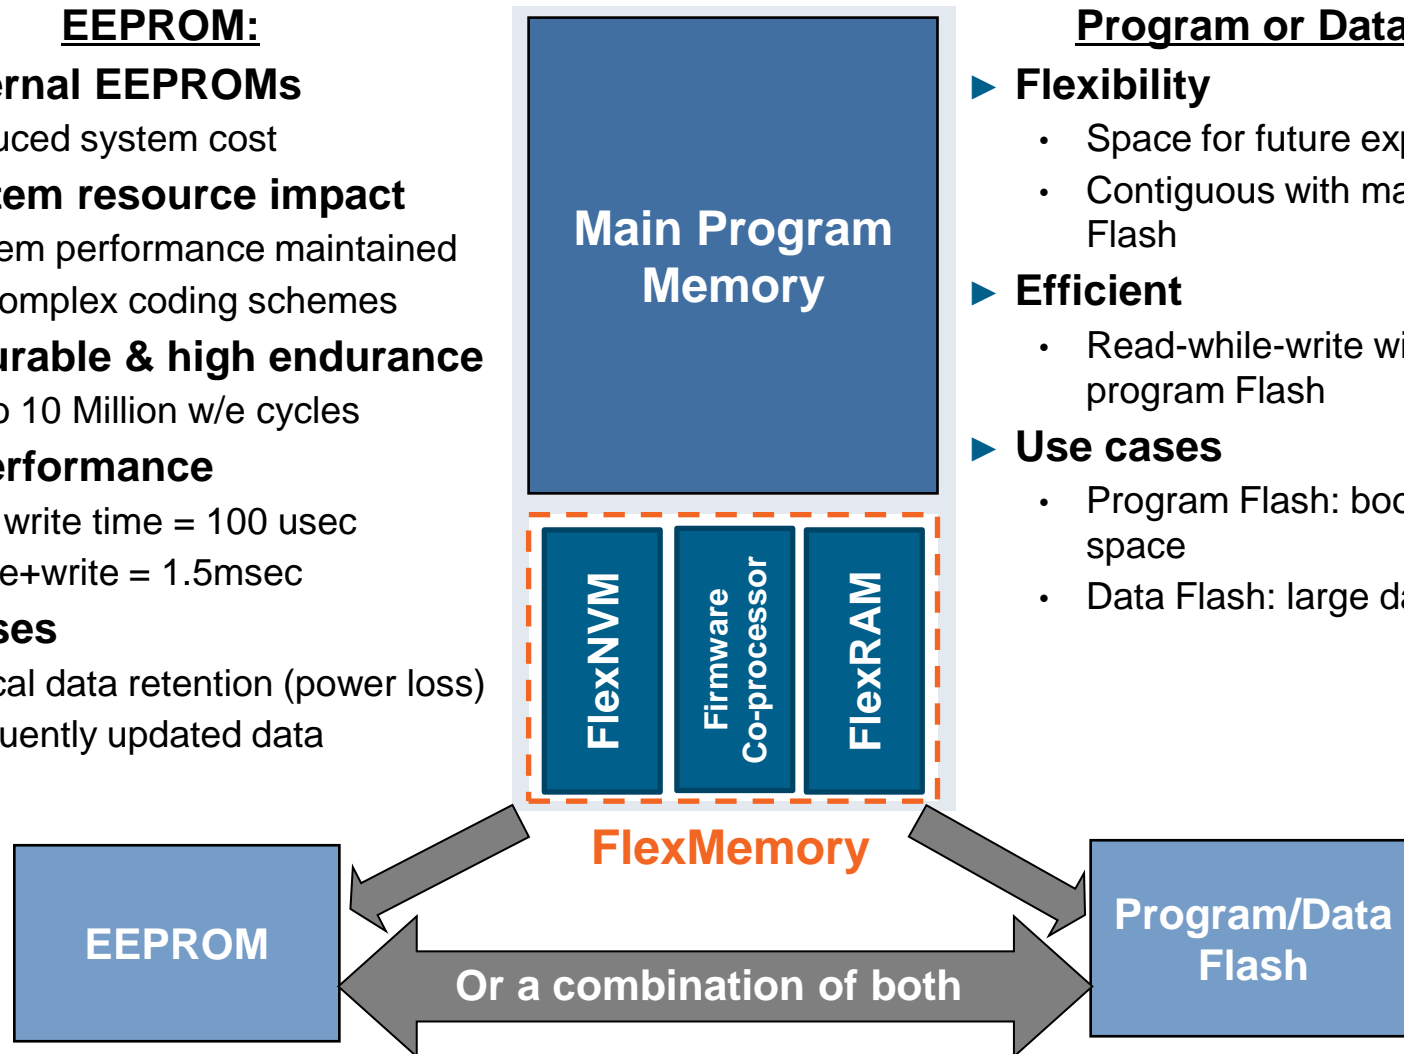 EEPROM:
ernal EEPROMs
uced system cost
tem resource impact
em performance maintained
omplex coding schemes
urable & high endurance
o 10 Million w/e cycles
erformance
write time = 100 usec
e+write = 1.5msec
ses
cal data retention (power loss)
uently updated data
Main Program
Memory
FlexNVM
Firmware
Co-processor
FlexRAM
FlexMemory
Program or Data
► Flexibility
• Space for future exp
• Contiguous with ma
Flash
► Efficient
• Read-while-write wi
program Flash
► Use cases
• Program Flash: boo
space
• Data Flash: large da
EEPROM
Or a combination of both
Program/Data
Flash